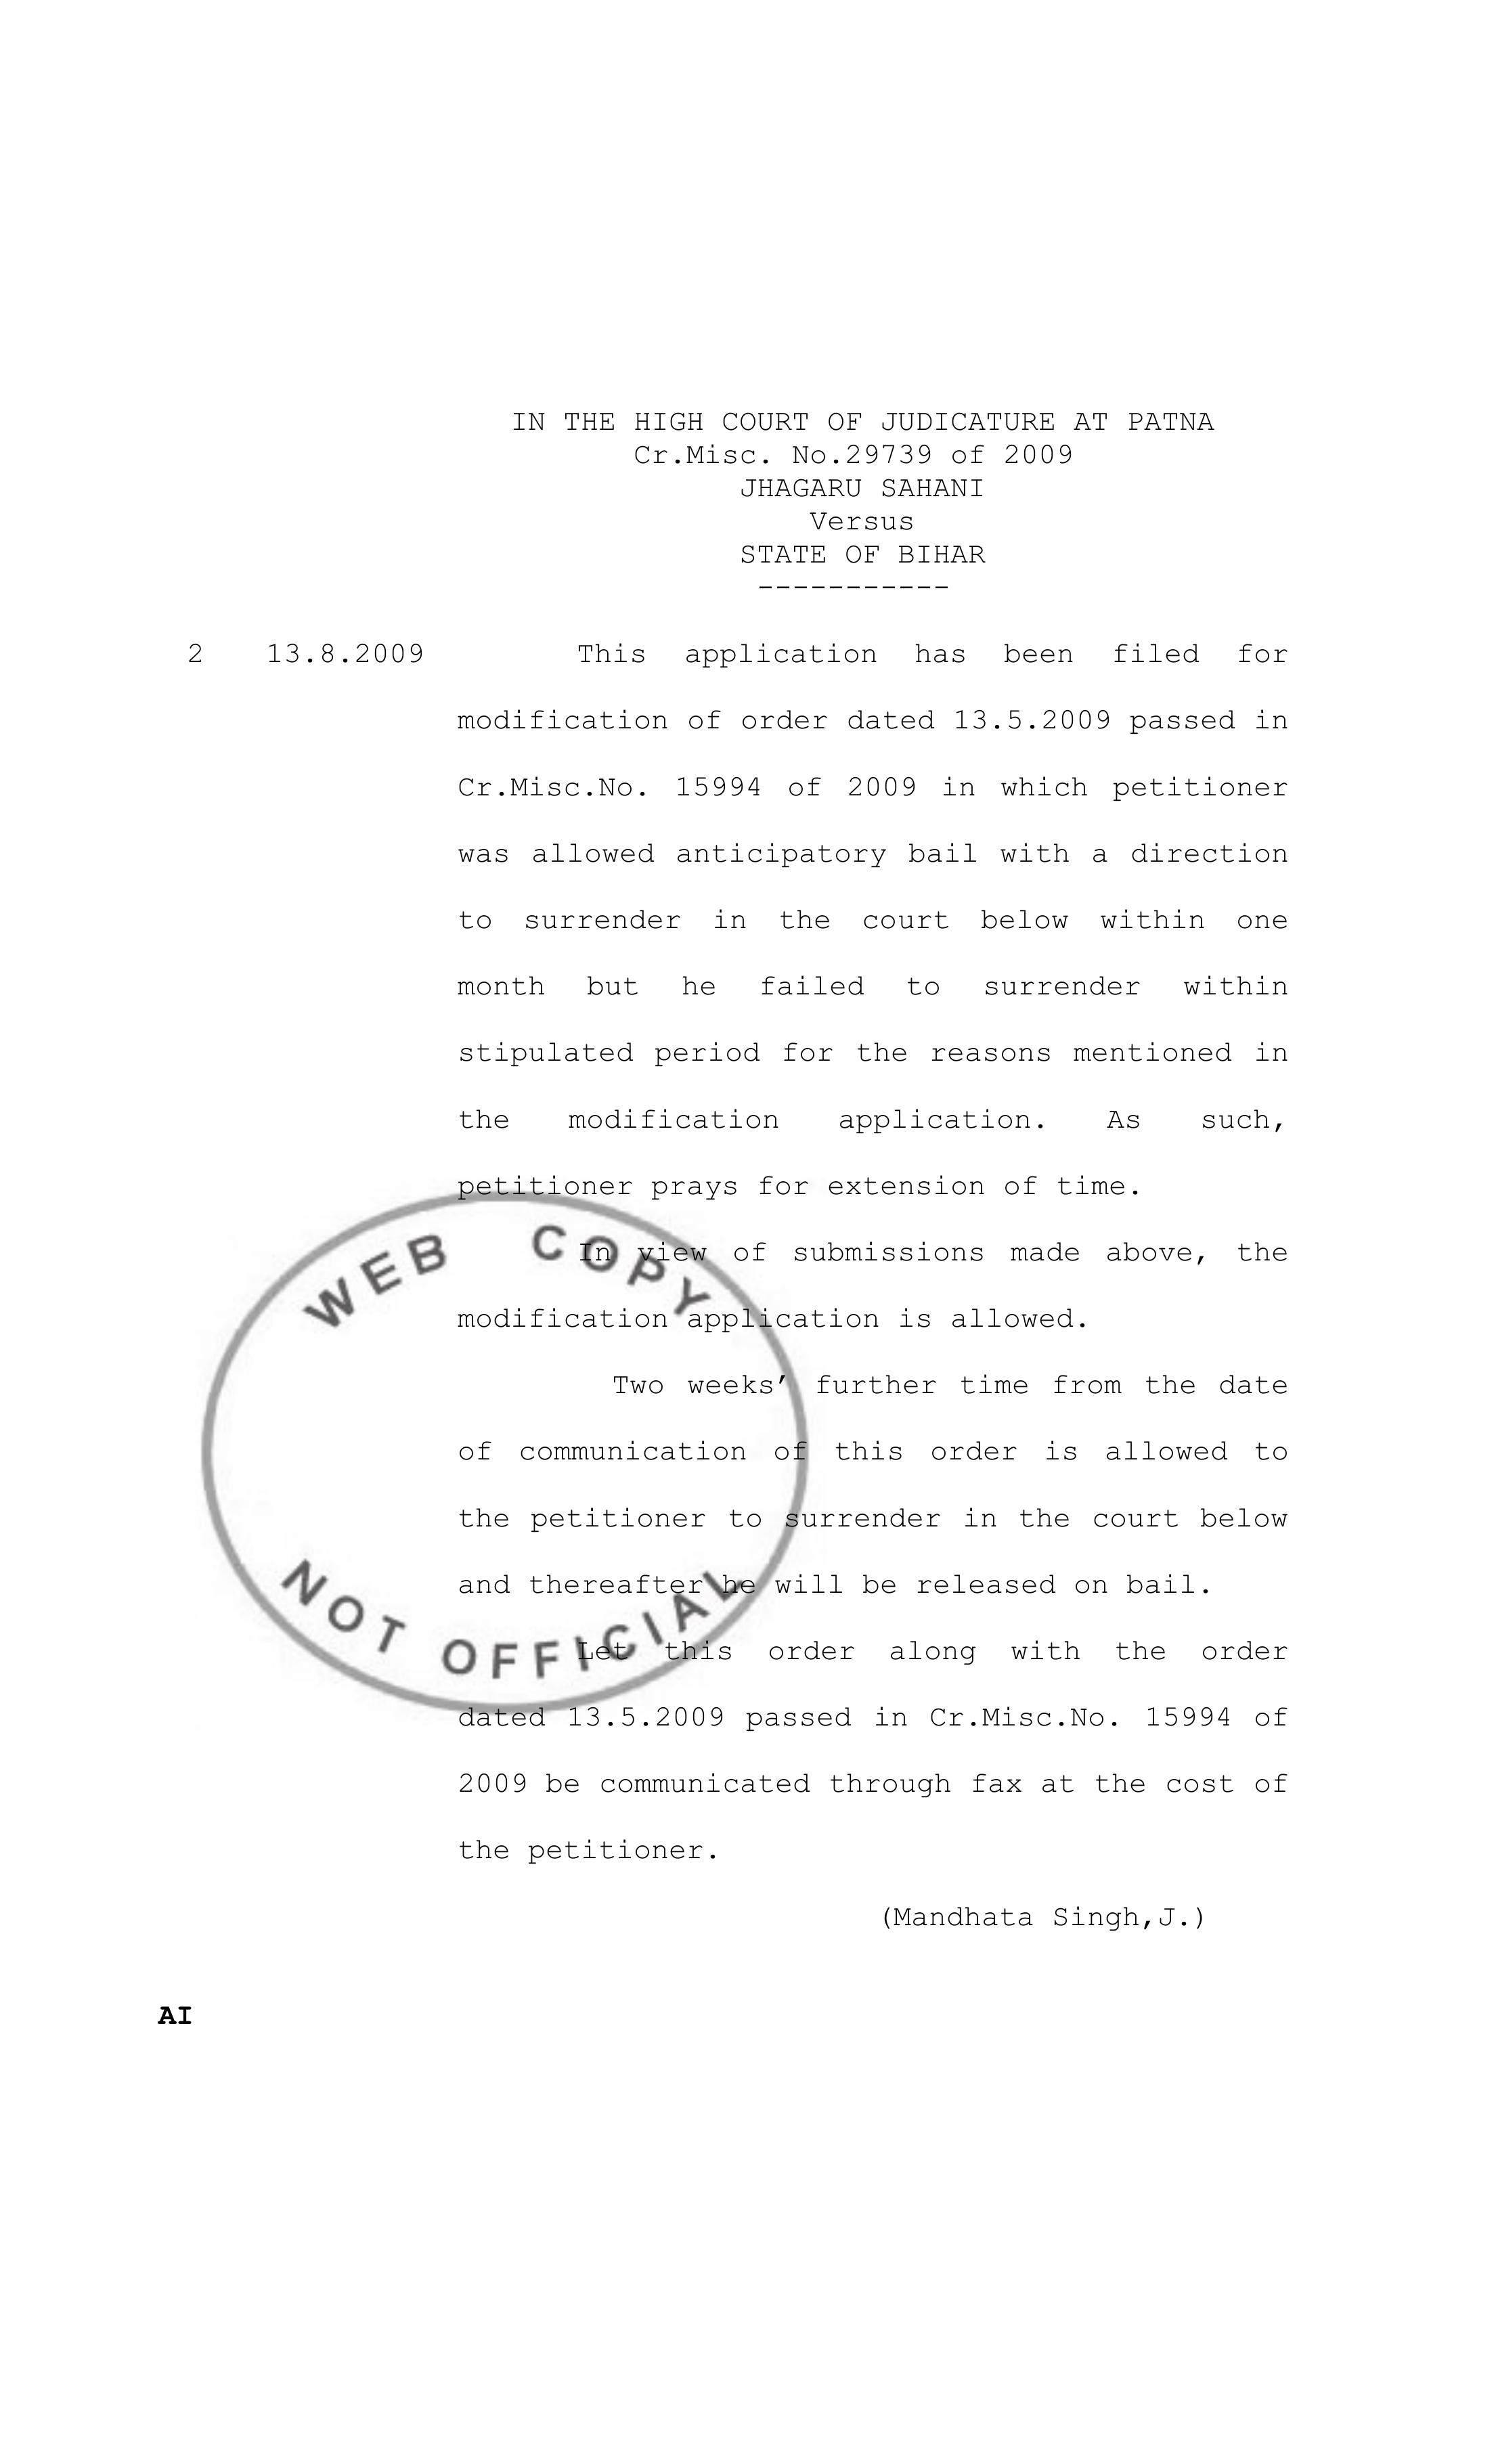 IN THE HIGH COURT OF JUDICATURE AT PATNA
Cr.Misc. No.29739 of 2009
JHAGARU SAHANI
Versus
STATE OF BIHAR
-----------
2 13.8.2009 This application has been filed for
modification of order dated 13.5.2009 passed in
Cr.Misc.No. 15994 of 2009 in which petitioner
was allowed anticipatory bail with a direction
to surrender in the court below within one
month but he failed to surrender within
stipulated period for the reasons mentioned in
the modification application. As such,
petitioner prays for extension of time.
In view of submissions made above, the
modification application is allowed.
Two weeks' further time from the date
of communication of this order is allowed to
the petitioner to surrender in the court below
and thereafter he will be released on bail.
Let this order along with the order
dated 13.5.2009 passed in Cr.Misc.No. 15994 of
2009 be communicated through fax at the cost of
the petitioner.
(Mandhata Singh,J.)
AI
WEB COPY
NOT OFFICIAL